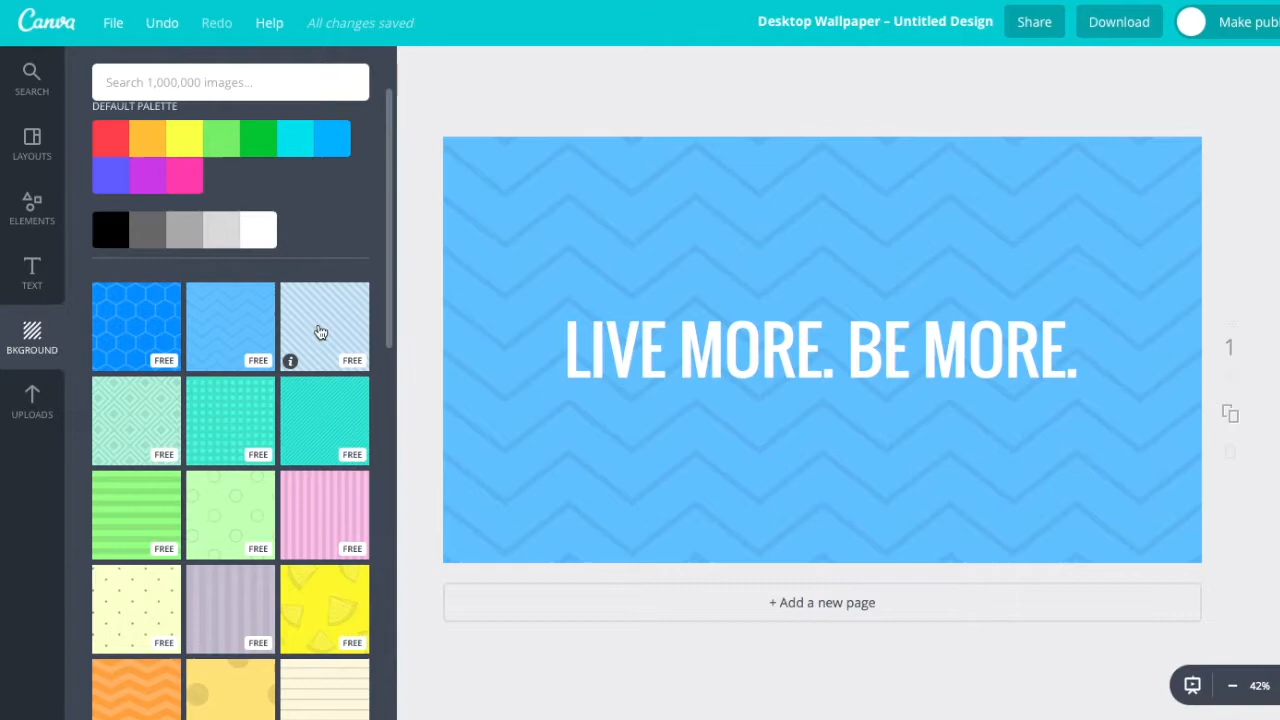 Canva
File
Undo
Redo
Help
All changes saved
Desktop Wallpaper – Untitled Design
Share
Download
Make publ
SEARCH
LAYOUTS
ELEMENTS
TEXT
BKGROUND
UPLOADS
Search 1,000,000 images...
DEFAULT PALETTE
FREE
FREE
i
FREE
FREE
FREE
FREE
FREE
FREE
FREE
FREE
FREE
FREE
LIVE MORE. BE MORE.
1
+ Add a new page
42%